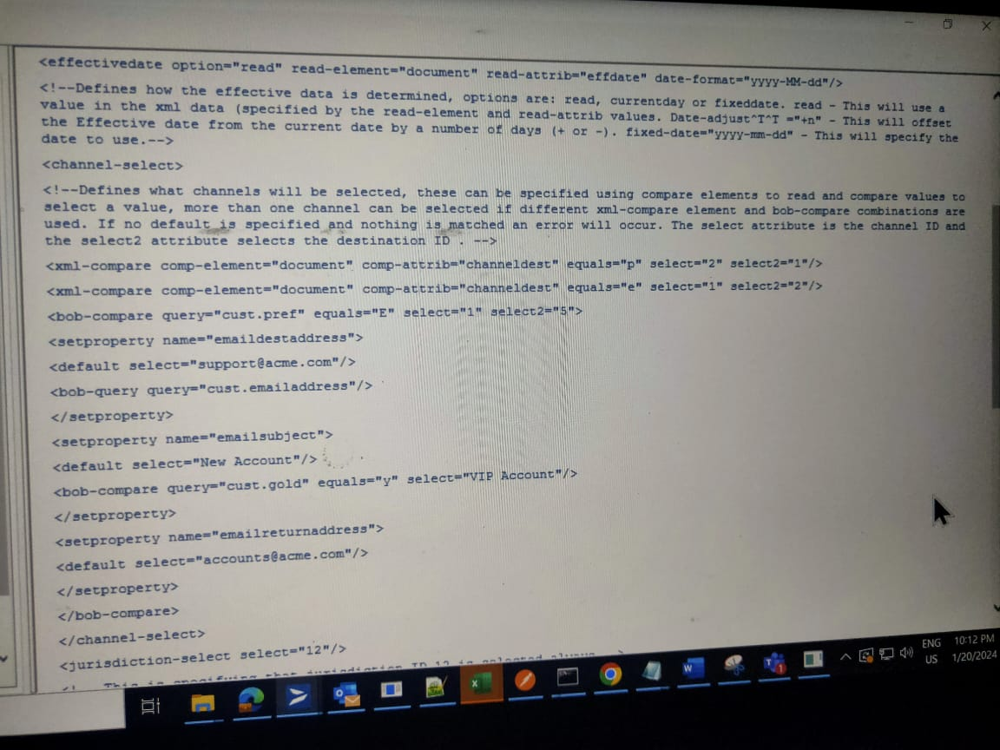 <effectivedate option="read" read-element="document" read-attrib="effdate" date-format="yyyy-MM-dd"/>
<!--Defines how the effective data is determined, options are: read, currentday or fixeddate. read - This will use a
value in the xml data (specified by the read-element and read-attrib values. Date-adjust^T^T ="+n" - This will offset
the Effective date from the current date by a number of days (+ or -). fixed-date="yyyy-mm-dd" - This will specify the
date to use.-->
<channel-select>
<!--Defines what channels will be selected, these can be specified using compare elements to read and compare values to
select a value, more than one channel can be selected if different xml-compare element and bob-compare combinations are
used. If no default is specified and nothing is matched an error will occur. The select attribute is the channel ID and
the select2 attribute selects the destination ID . -->
<xml-compare comp-element="document" comp-attrib="channeldest" equals="p" select="2" select2="1"/>
<xml-compare comp-element="document" comp-attrib="channeldest" equals="e" select="1" select2="2"/>
<bob-compare query="cust.pref" equals="E" select="1" select2="5">
<setproperty name="emaildestaddress">
<default select="support@acme.com"/>
<bob-query query="cust.emailaddress"/>
</setproperty>
<setproperty name="emailsubject">
<default select="New Account"/>
<bob-compare query="cust.gold" equals="y" select="VIP Account"/>
</setproperty>
<setproperty name="emailreturnaddress">
<default select="accounts@acme.com"/>
</setproperty>
</bob-compare>
</channel-select>
<jurisdiction-select select="12"/>
ENG 10:12 PM
US 1/20/2024